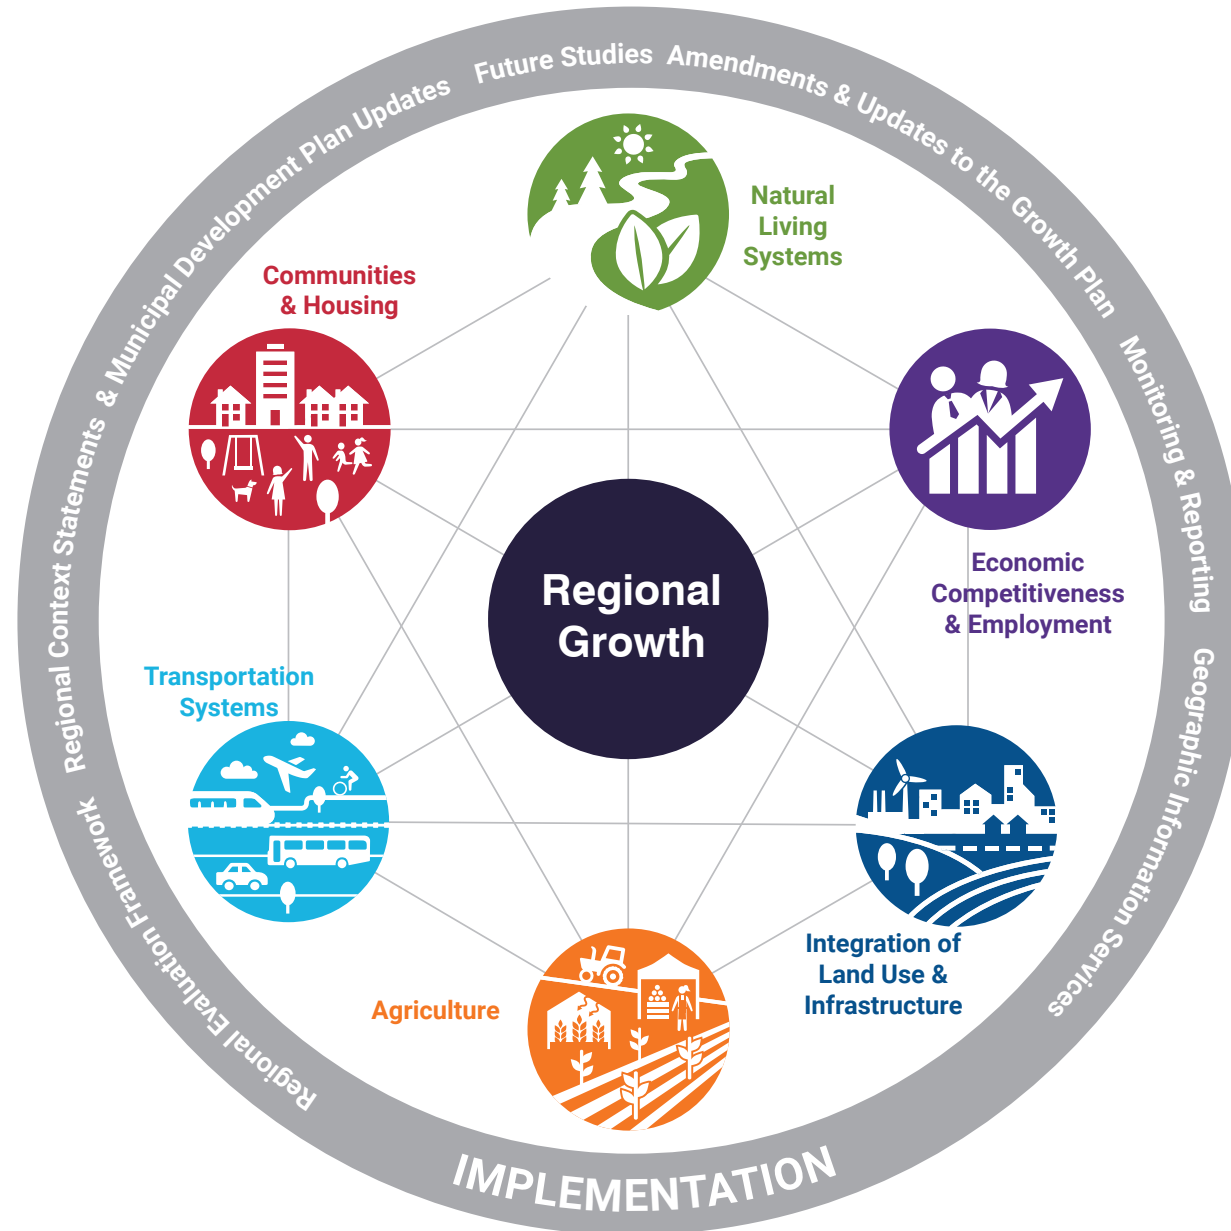 Regional Evaluation Framework
Regional Context Statements & Municipal Development Plan Updates
Future Studies
Amendments & Updates to the Growth Plan
Monitoring & Reporting
Geographic Information Services
Natural
Living
Systems
Communities
& Housing
Economic
Competitiveness
& Employment
Regional
Growth
Transportation
Systems
Integration of
Land Use &
Infrastructure
Agriculture
IMPLEMENTATION